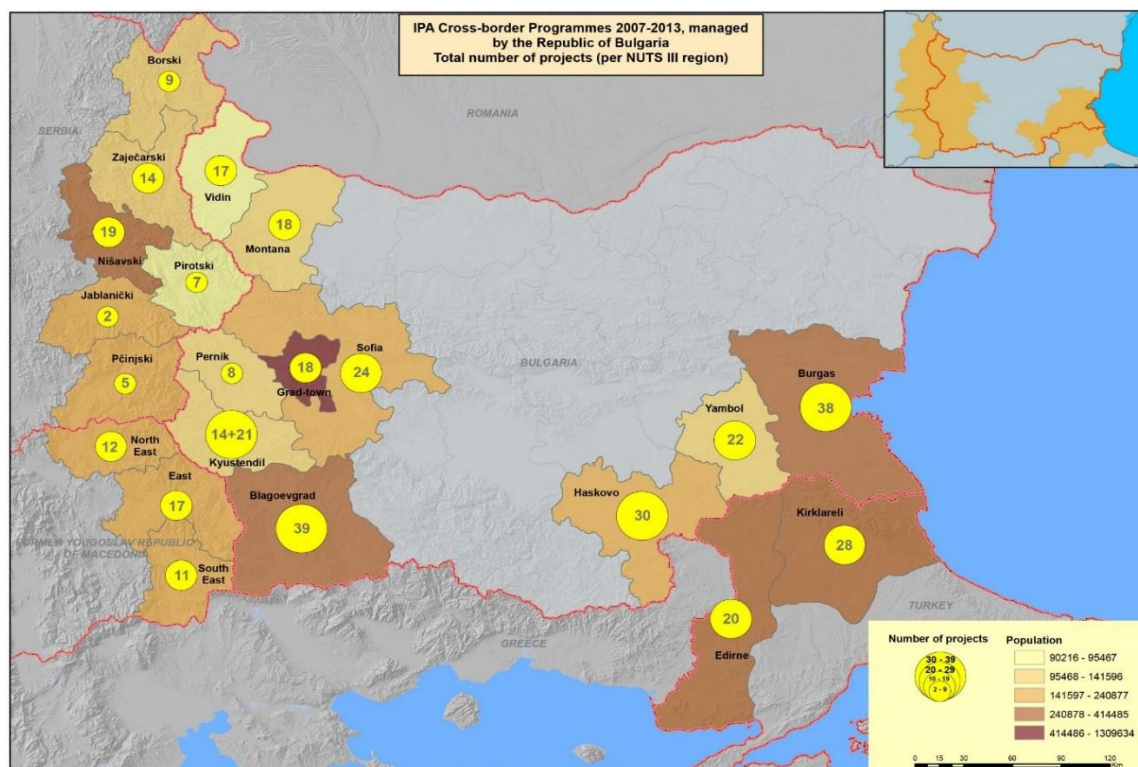 IPA Cross-border Programmes 2007-2013, managed
by the Republic of Bulgaria
Total number of projects (per NUTS III region)
Borski
9
ROMANIA
SERBIA
Zaječarski
14
17
Vidin
18
Montana
19
Nišavski
Pirotski
7
Jablanički
2
Pčinjski
5
Pernik
8
18
Grad-town
Sofia
24
BULGARIA
Burgas
38
Yambol
22
14+21
Kyustendil
North
East
12
East
17
Blagoevgrad
39
Haskovo
30
Kirklareli
28
FORMER YOUGOSLAV REPUBLIC
OF MACEDONIA
South
East
11
20
Edirne
GREECE
TURKEY
Number of projects
30 - 39
20 - 29
10 - 19
2 - 9
Population
90216 - 95467
95468 - 141596
141597 - 240877
240878 - 414485
414486 - 1309634
0 15 30 60 90 120
Km